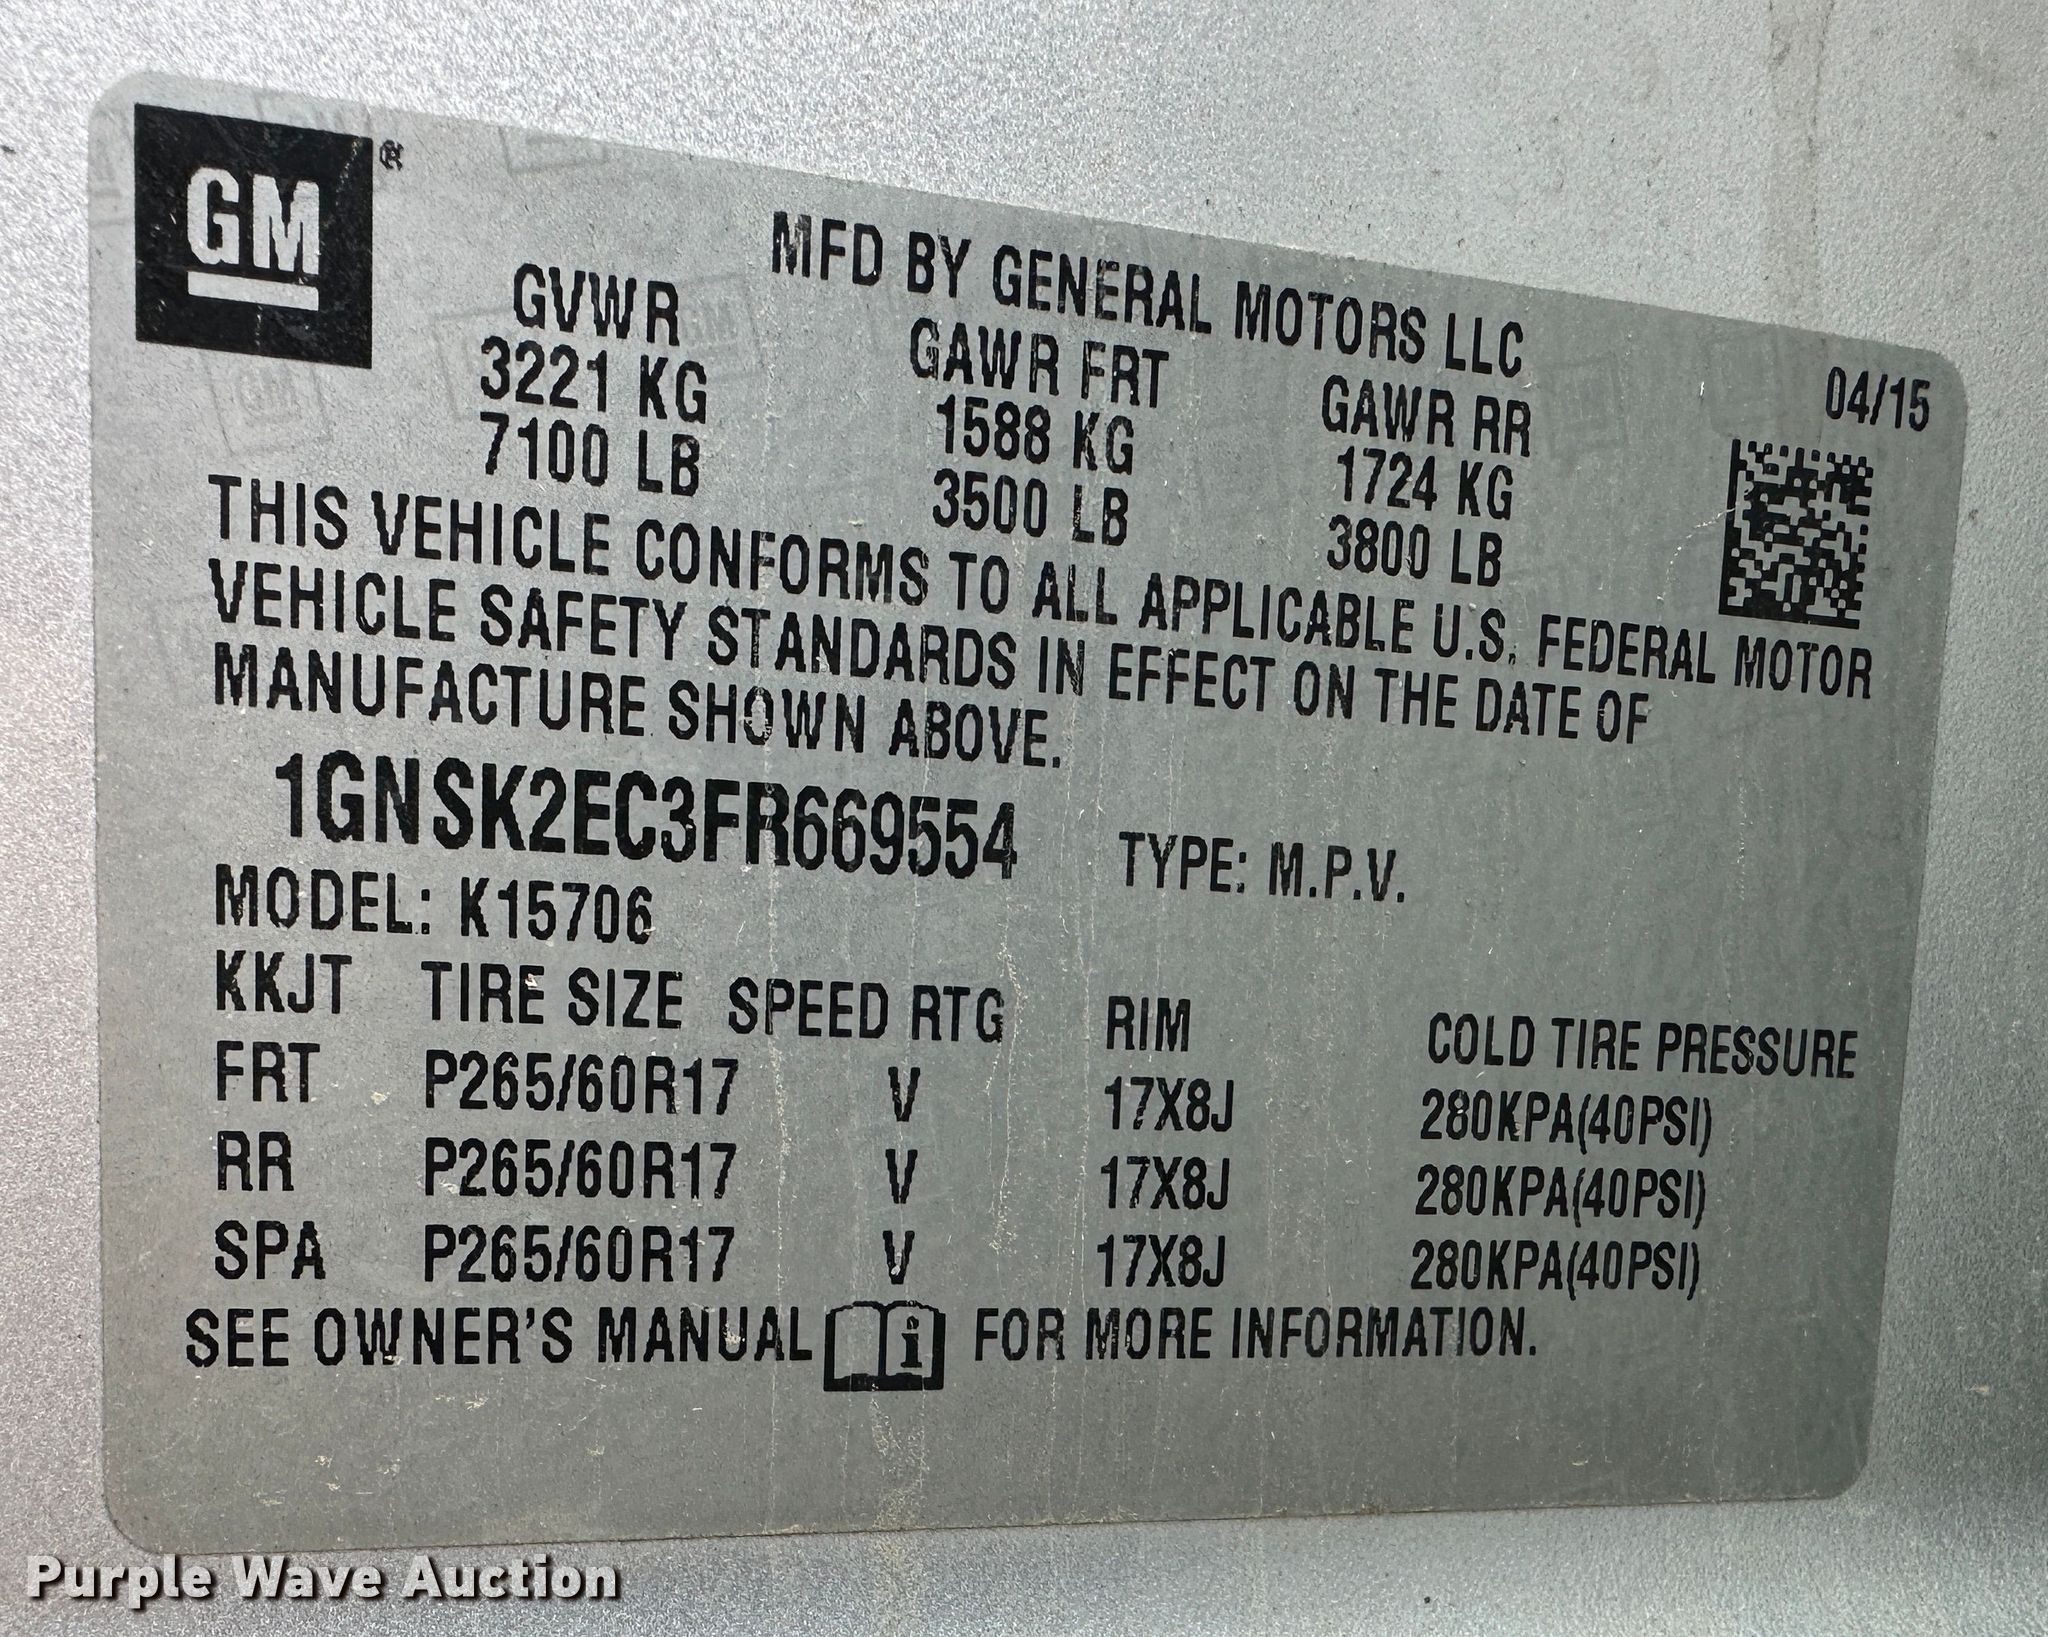 GM ®
MFD BY GENERAL MOTORS LLC
04/15
GVWR GAWR FRT GAWR RR
3221 KG 1588 KG 1724 KG
7100 LB 3500 LB 3800 LB
THIS VEHICLE CONFORMS TO ALL APPLICABLE U.S. FEDERAL MOTOR
VEHICLE SAFETY STANDARDS IN EFFECT ON THE DATE OF
MANUFACTURE SHOWN ABOVE.
1GNSK2EC3FR669554 TYPE: M.P.V.
MODEL: K15706
KKJT TIRE SIZE SPEED RTG RIM COLD TIRE PRESSURE
FRT P265/60R17 V 17X8J 280KPA(40PSI)
RR P265/60R17 V 17X8J 280KPA(40PSI)
SPA P265/60R17 V 17X8J 280KPA(40PSI)
SEE OWNER'S MANUAL i FOR MORE INFORMATION.
Purple Wave Auction